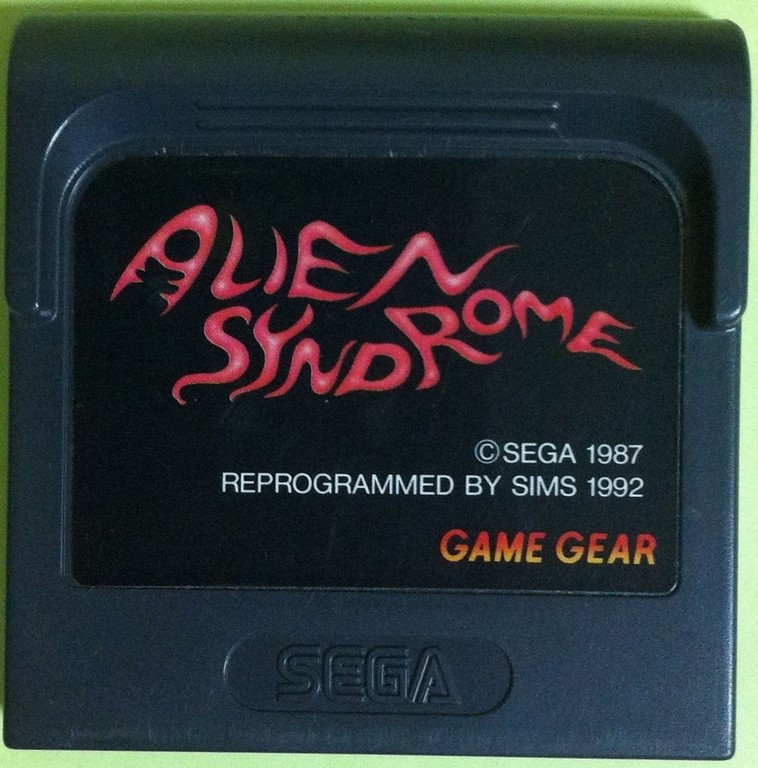 ALIEN
SYNDROME
©SEGA 1987
REPROGRAMMED BY SIMS 1992
GAME GEAR
SEGA